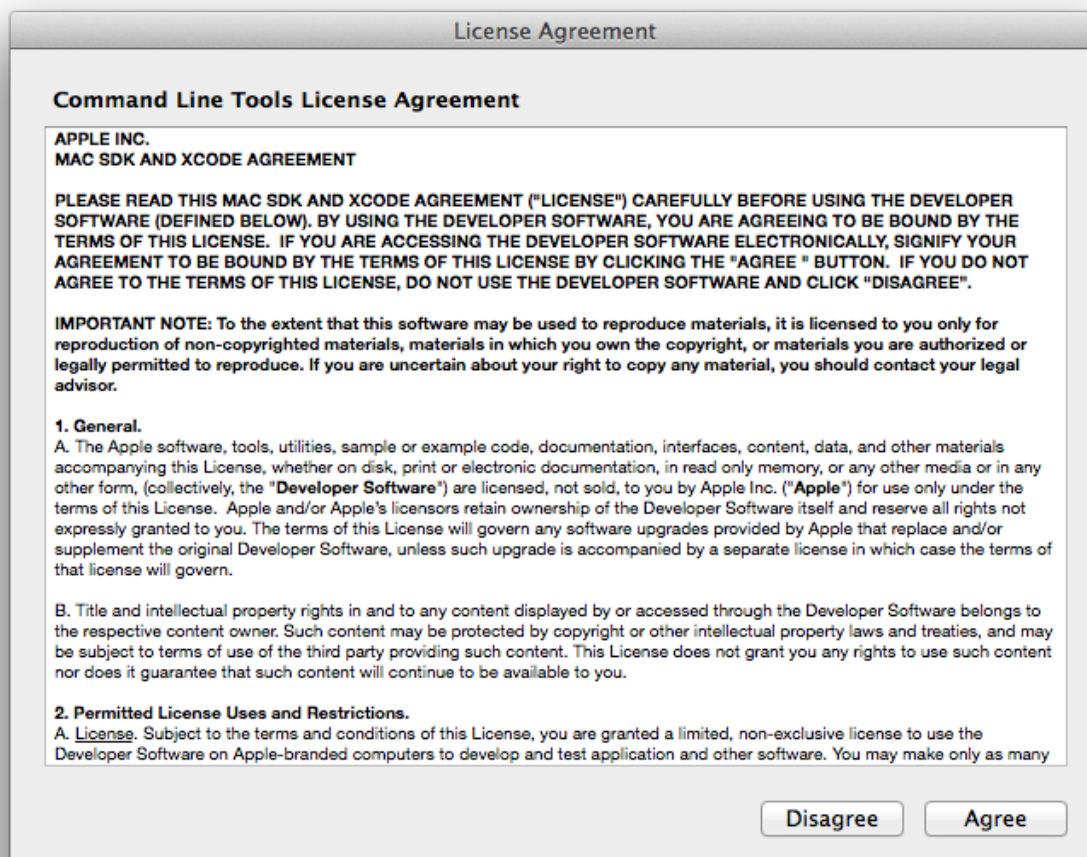 License Agreement
Command Line Tools License Agreement
APPLE INC.
MAC SDK AND XCODE AGREEMENT
PLEASE READ THIS MAC SDK AND XCODE AGREEMENT ("LICENSE") CAREFULLY BEFORE USING THE DEVELOPER
SOFTWARE (DEFINED BELOW). BY USING THE DEVELOPER SOFTWARE, YOU ARE AGREEING TO BE BOUND BY THE
TERMS OF THIS LICENSE.  IF YOU ARE ACCESSING THE DEVELOPER SOFTWARE ELECTRONICALLY, SIGNIFY YOUR
AGREEMENT TO BE BOUND BY THE TERMS OF THIS LICENSE BY CLICKING THE "AGREE " BUTTON.  IF YOU DO NOT
AGREE TO THE TERMS OF THIS LICENSE, DO NOT USE THE DEVELOPER SOFTWARE AND CLICK “DISAGREE”.
IMPORTANT NOTE: To the extent that this software may be used to reproduce materials, it is licensed to you only for
reproduction of non-copyrighted materials, materials in which you own the copyright, or materials you are authorized or
legally permitted to reproduce. If you are uncertain about your right to copy any material, you should contact your legal
advisor.
1. General.
A. The Apple software, tools, utilities, sample or example code, documentation, interfaces, content, data, and other materials
accompanying this License, whether on disk, print or electronic documentation, in read only memory, or any other media or in any
other form, (collectively, the "Developer Software") are licensed, not sold, to you by Apple Inc. ("Apple") for use only under the
terms of this License.  Apple and/or Apple's licensors retain ownership of the Developer Software itself and reserve all rights not
expressly granted to you. The terms of this License will govern any software upgrades provided by Apple that replace and/or
supplement the original Developer Software, unless such upgrade is accompanied by a separate license in which case the terms of
that license will govern.
B. Title and intellectual property rights in and to any content displayed by or accessed through the Developer Software belongs to
the respective content owner. Such content may be protected by copyright or other intellectual property laws and treaties, and may
be subject to terms of use of the third party providing such content. This License does not grant you any rights to use such content
nor does it guarantee that such content will continue to be available to you.
2. Permitted License Uses and Restrictions.
A. License. Subject to the terms and conditions of this License, you are granted a limited, non-exclusive license to use the
Developer Software on Apple-branded computers to develop and test application and other software. You may make only as many
Disagree Agree